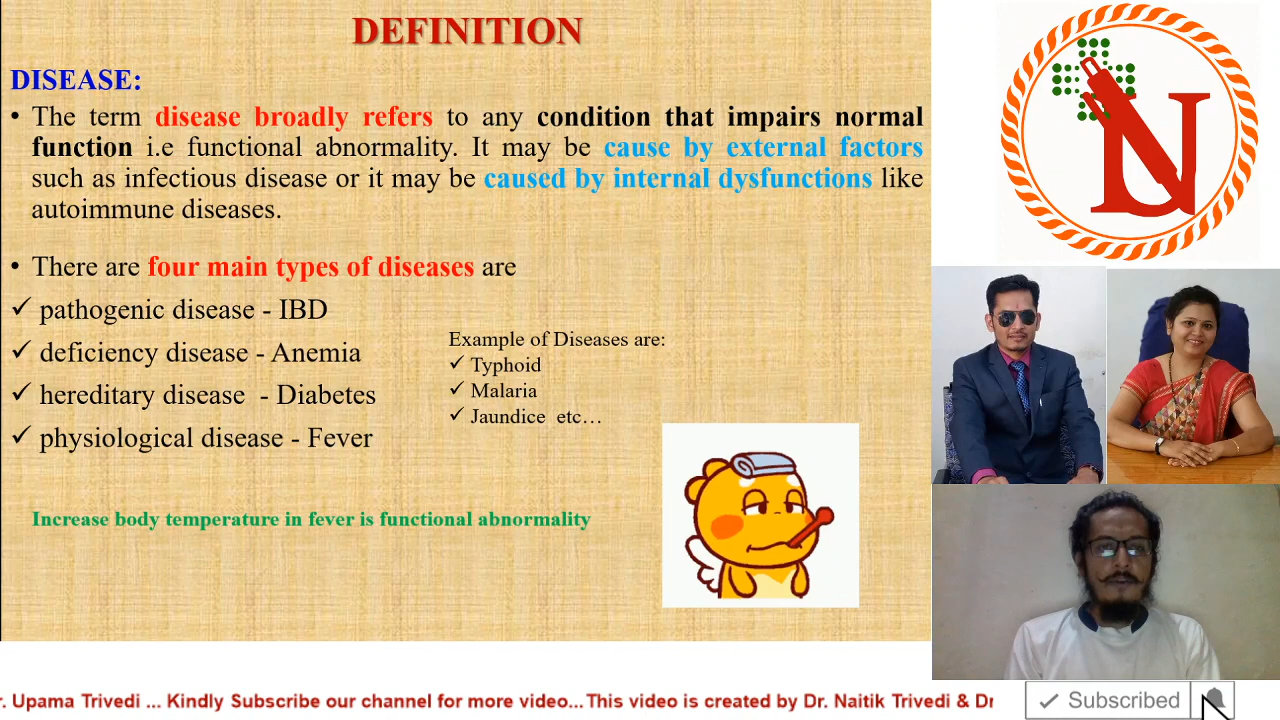 DEFINITION
DISEASE:
• The term disease broadly refers to any condition that impairs normal
function i.e functional abnormality. It may be cause by external factors
such as infectious disease or it may be caused by internal dysfunctions like
autoimmune diseases.
• There are four main types of diseases are
✓ pathogenic disease - IBD
✓ deficiency disease - Anemia
✓ hereditary disease - Diabetes
✓ physiological disease - Fever
Example of Diseases are:
✓ Typhoid
✓ Malaria
✓ Jaundice etc…
Increase body temperature in fever is functional abnormality
N
r. Upama Trivedi ... Kindly Subscribe our channel for more video...This video is created by Dr. Naitik Trivedi & Dr
✓ Subscribed